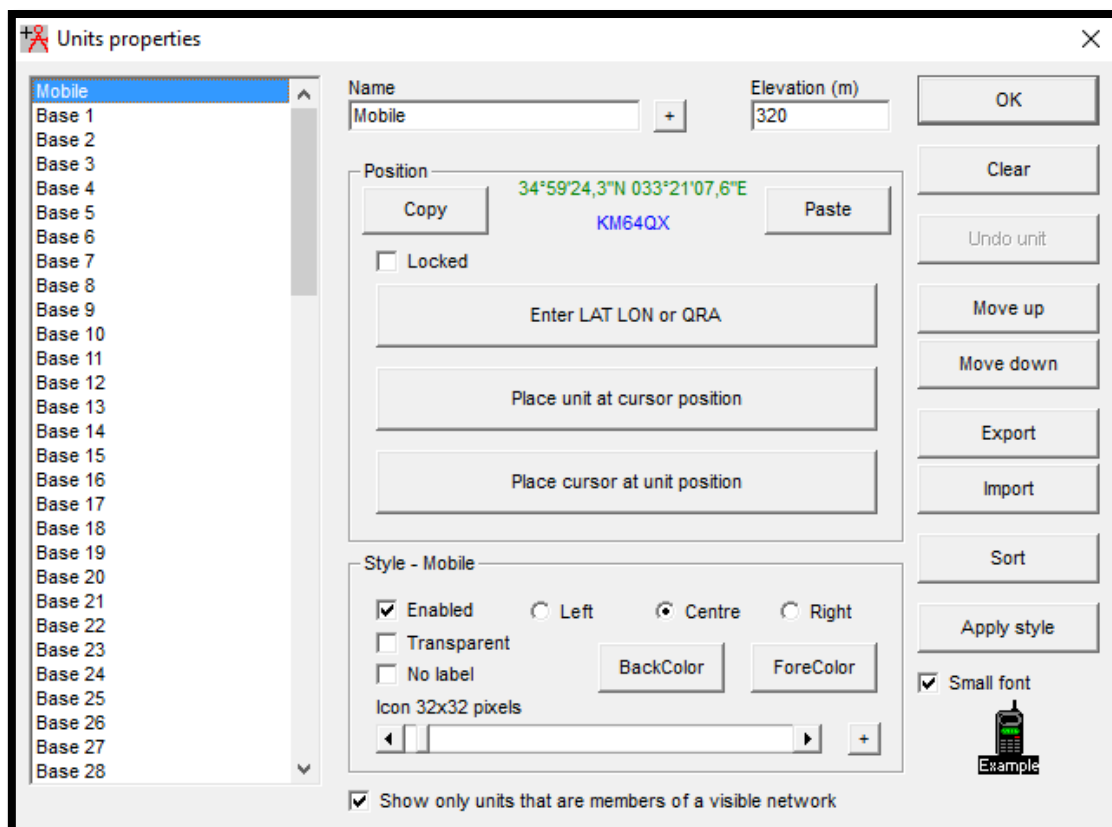 Units properties
Mobile
Base 1
Base 2
Base 3
Base 4
Base 5
Base 6
Base 7
Base 8
Base 9
Base 10
Base 11
Base 12
Base 13
Base 14
Base 15
Base 16
Base 17
Base 18
Base 19
Base 20
Base 21
Base 22
Base 23
Base 24
Base 25
Base 26
Base 27
Base 28
Name
Mobile
+
Elevation (m)
320
Position
Copy
34°59'24,3"N 033°21'07,6"E
KM64QX
Paste
Locked
Enter LAT LON or QRA
Place unit at cursor position
Place cursor at unit position
Style - Mobile
Enabled
Left
Centre
Right
Transparent
No label
BackColor
ForeColor
Icon 32x32 pixels
+
Show only units that are members of a visible network
OK
Clear
Undo unit
Move up
Move down
Export
Import
Sort
Apply style
Small font
Example